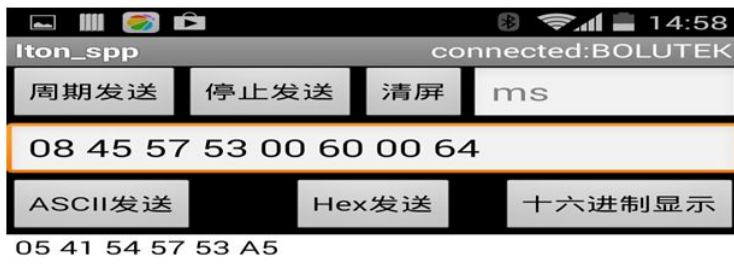 14:58
lton_spp connected:BOLUTEK
周期发送 停止发送 清屏 ms
08 45 57 53 00 60 00 64
ASCII发送 Hex发送 十六进制显示
05 41 54 57 53 A5